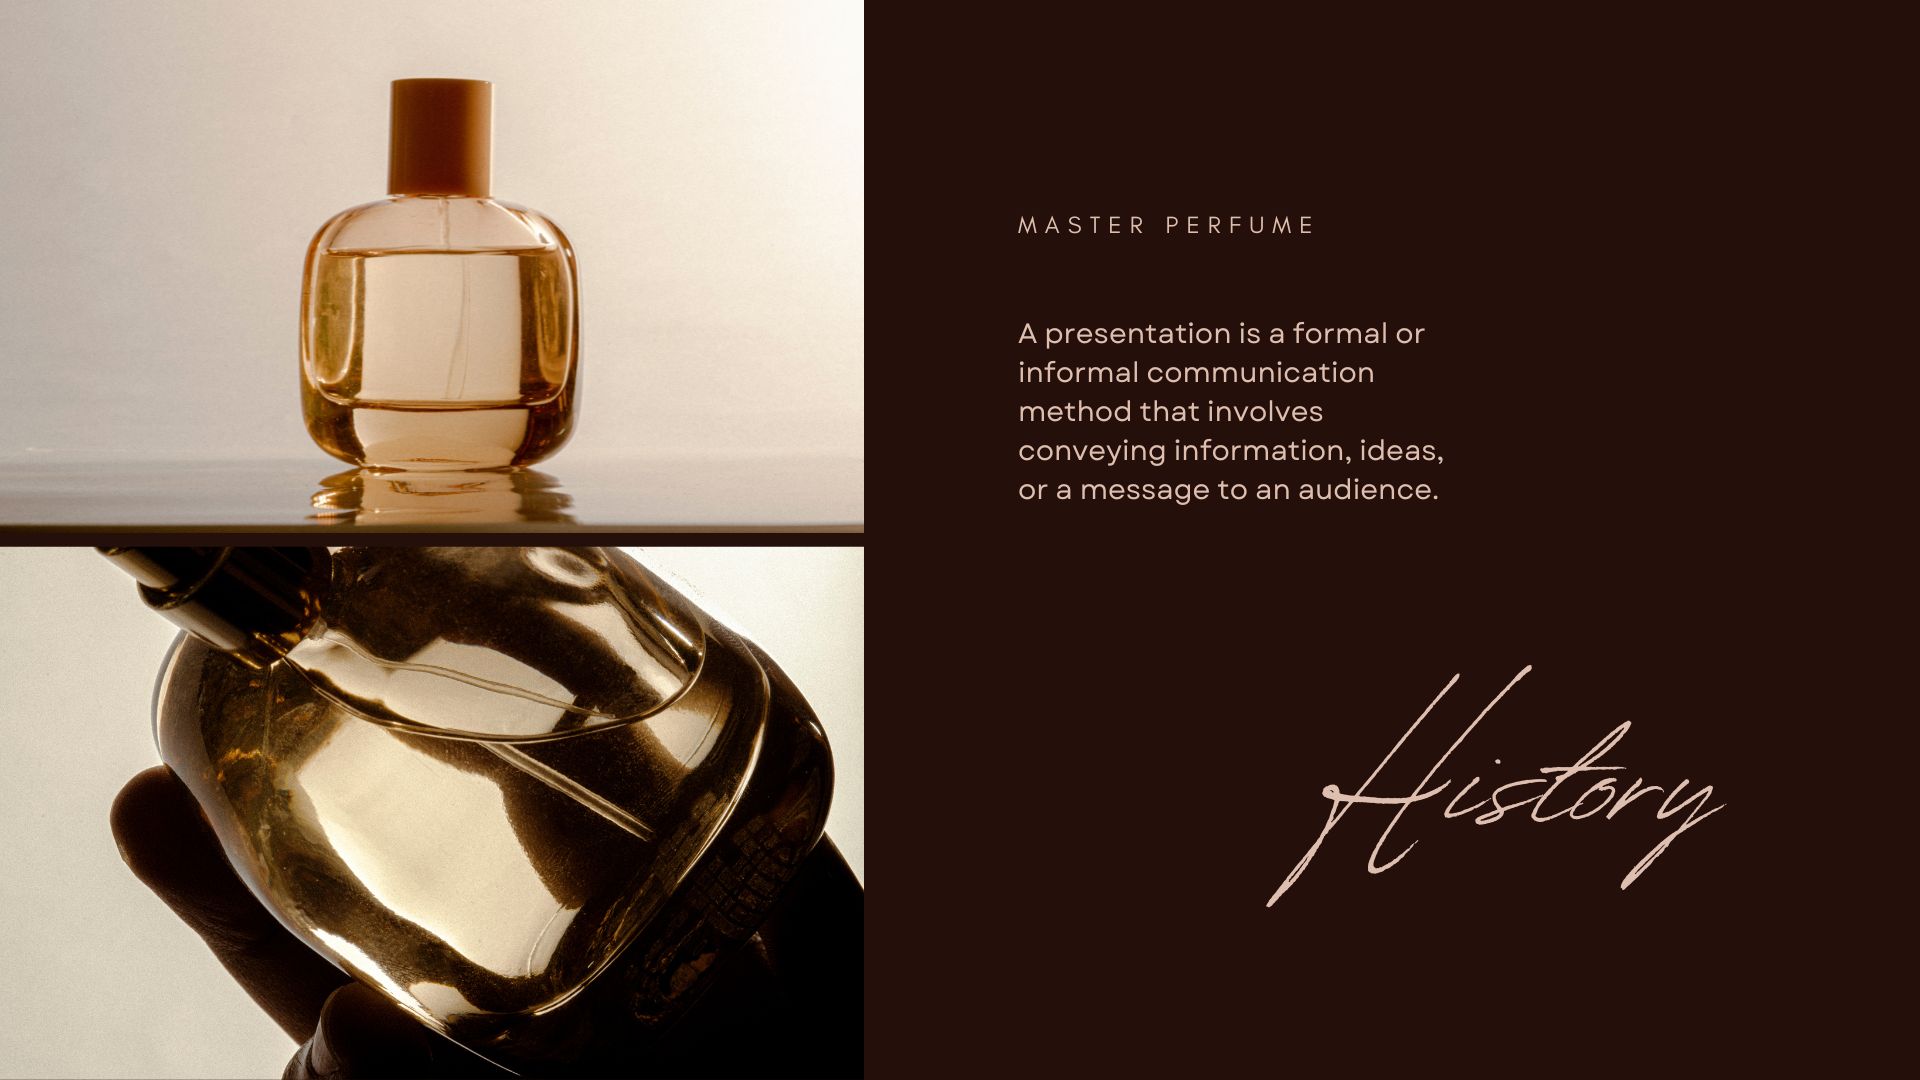 MASTER PERFUME
A presentation is a formal or
informal communication
method that involves
conveying information, ideas,
or a message to an audience.
History